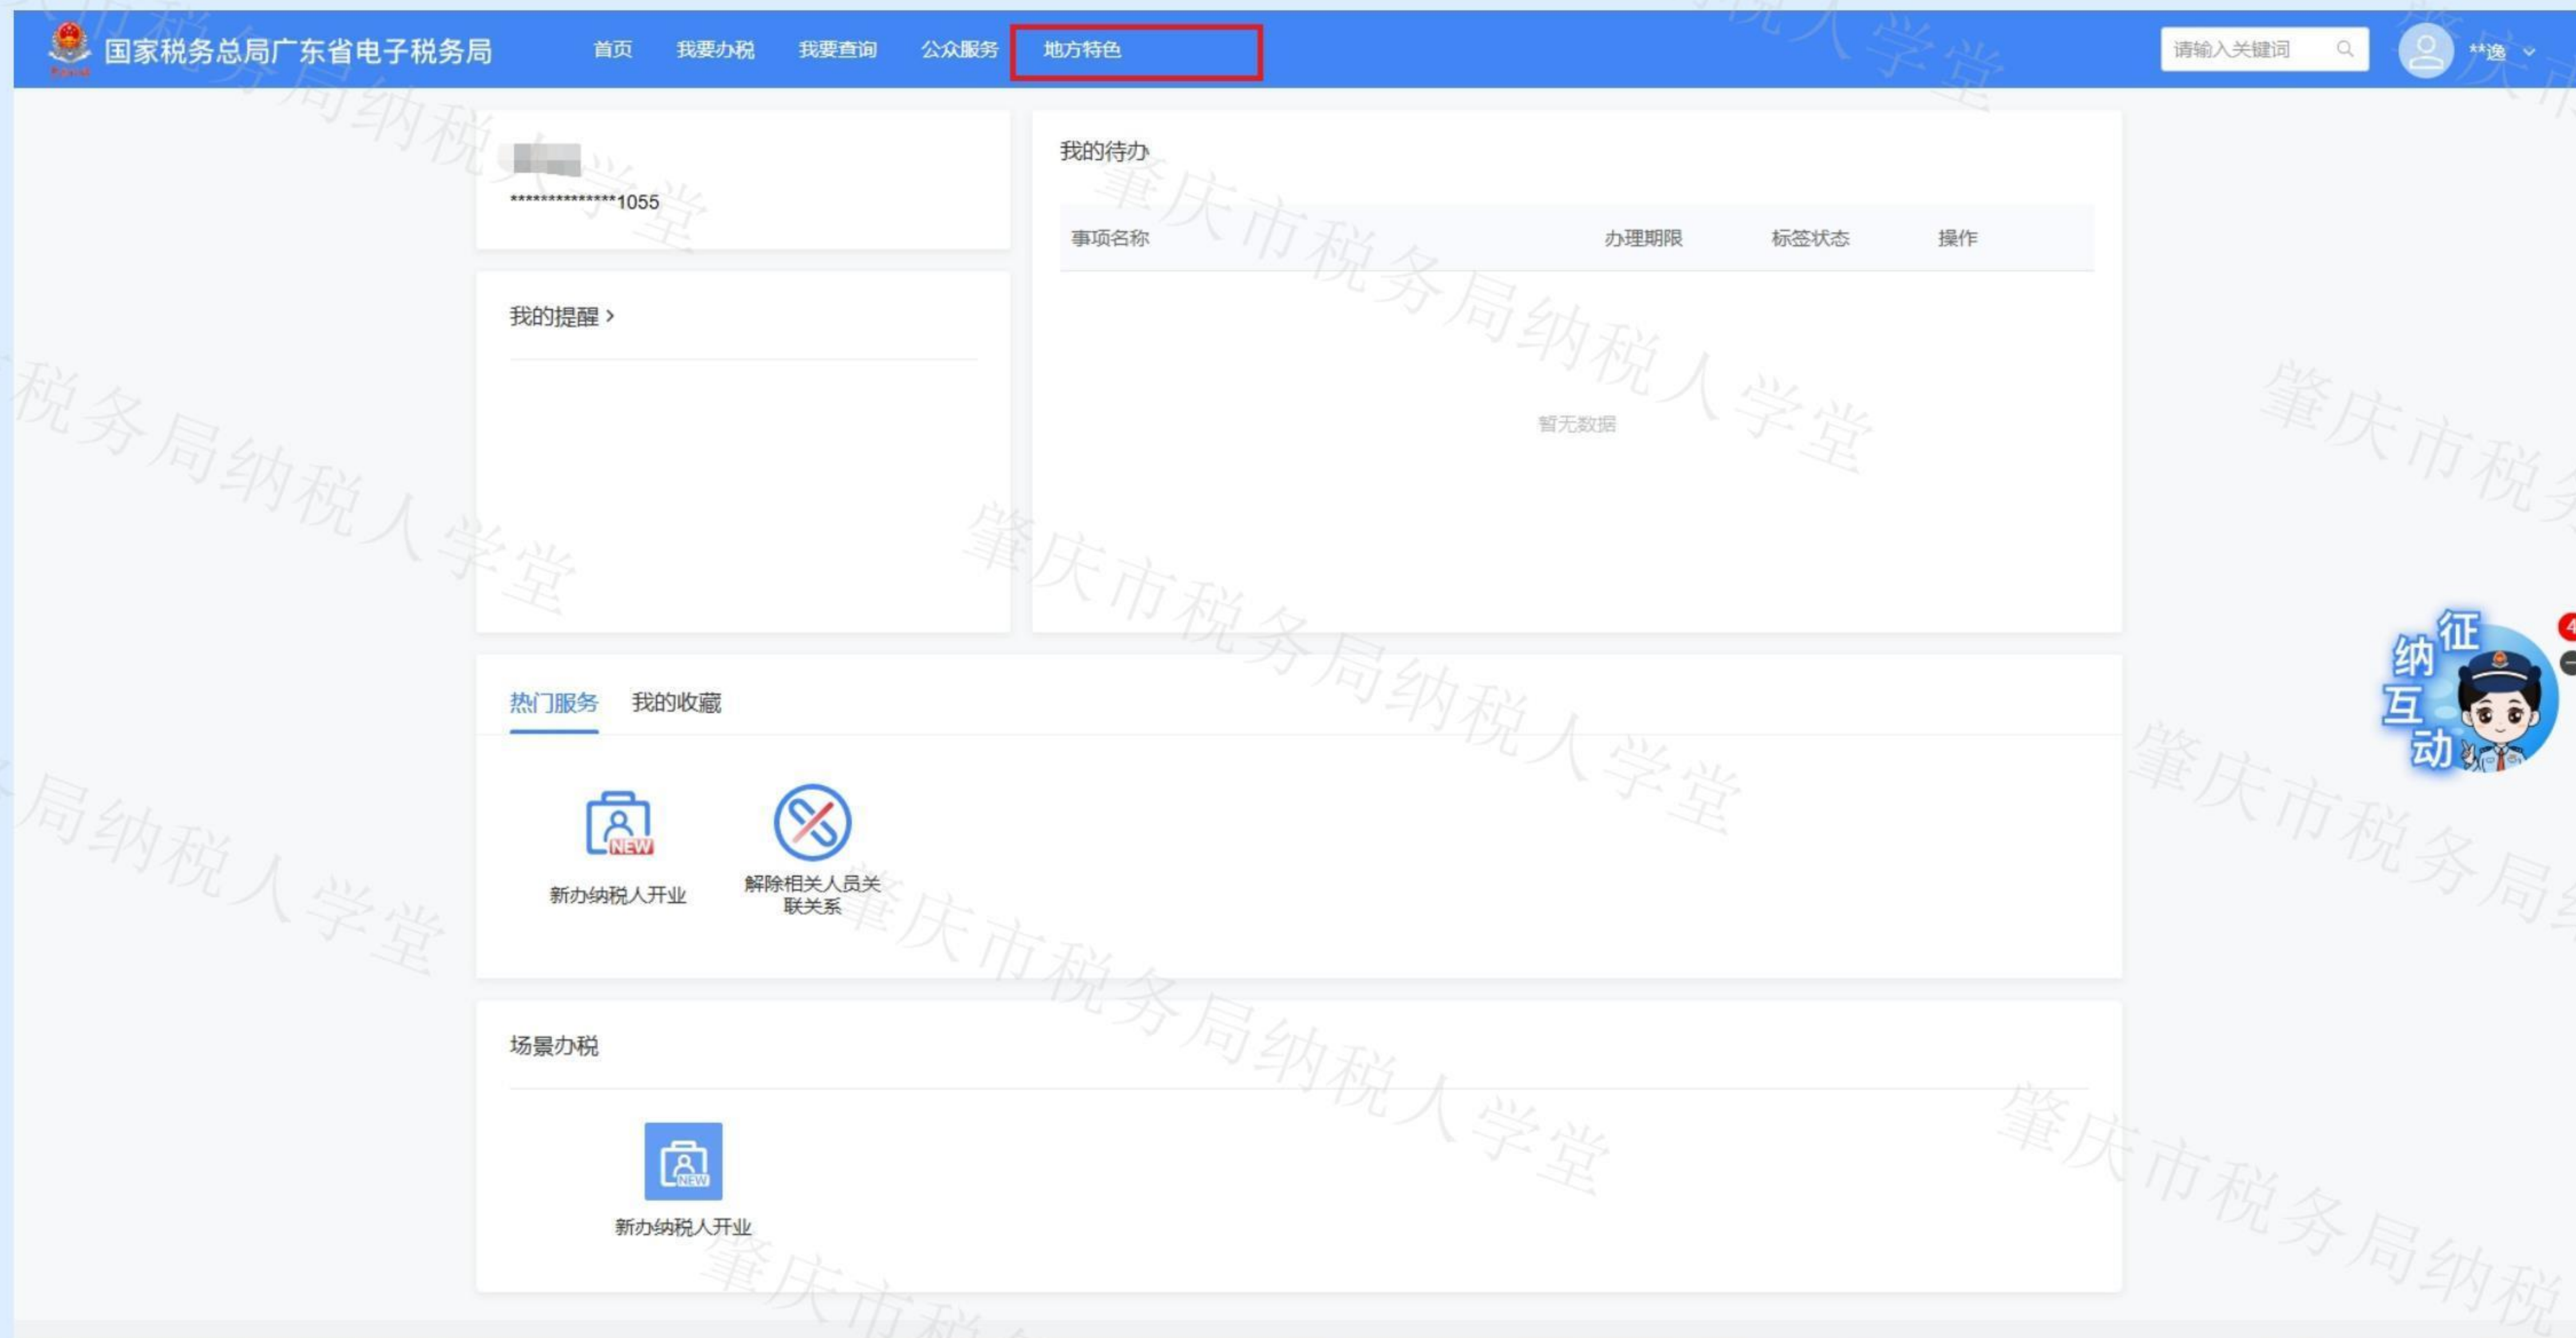 国家税务总局广东省电子税务局 首页 我要办税 我要查询 公众服务 地方特色 请输入关键词 **逸
**************1055
我的提醒 >
我的待办
事项名称 办理期限 标签状态 操作
暂无数据
热门服务 我的收藏
NEW
新办纳税人开业
解除相关人员关
联关系
场景办税
NEW
新办纳税人开业
征
纳
互
动
4
肇庆市税务局纳税人学堂